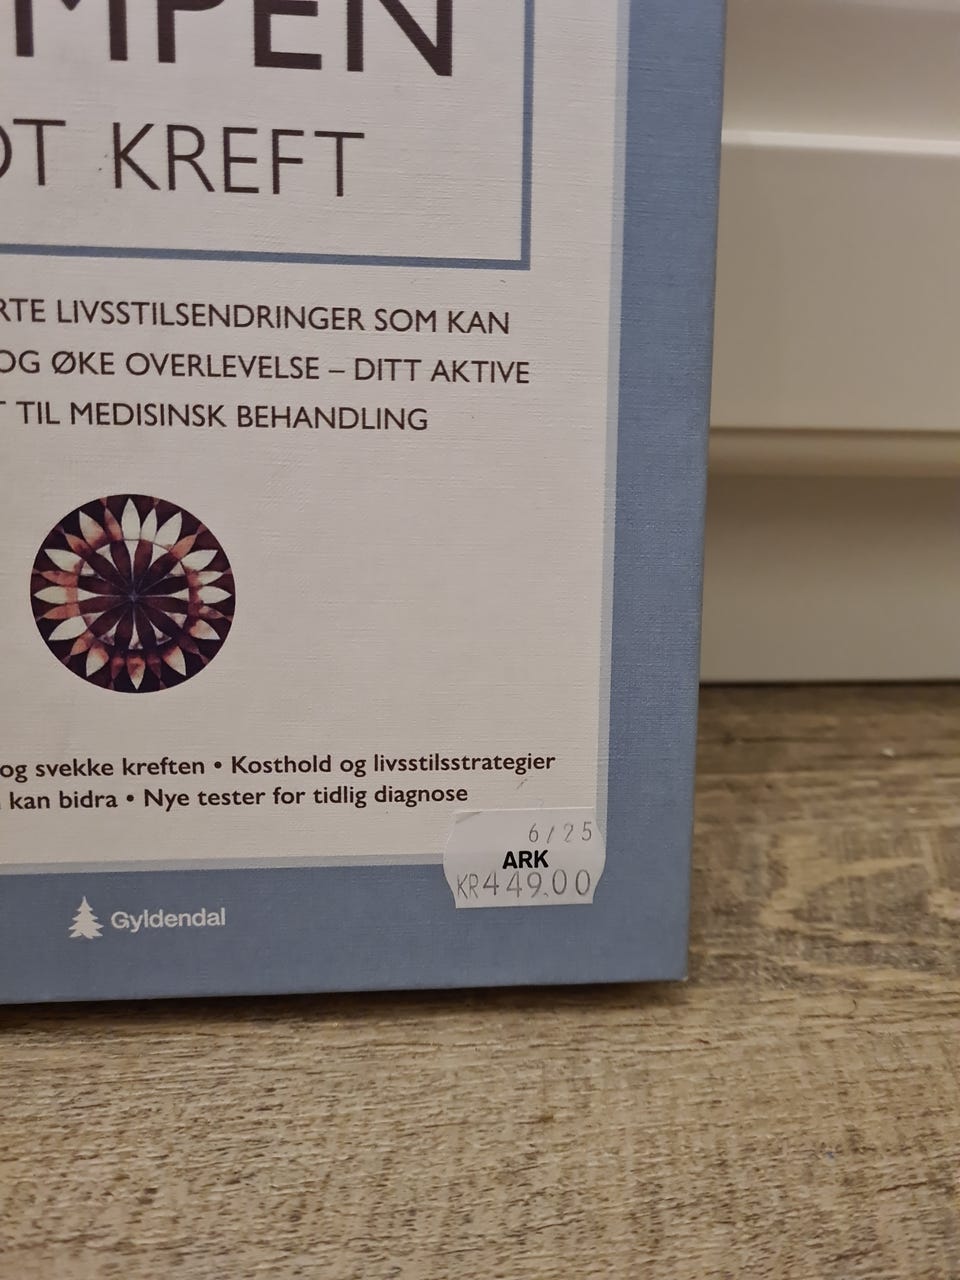 MPEN
OT KREFT
RTE LIVSSTILSENDRINGER SOM KAN
OG ØKE OVERLEVELSE – DITT AKTIVE
T TIL MEDISINSK BEHANDLING
og svekke kreften • Kosthold og livsstilsstrategier
kan bidra • Nye tester for tidlig diagnose
6/25
ARK
KR449.00
Gyldendal